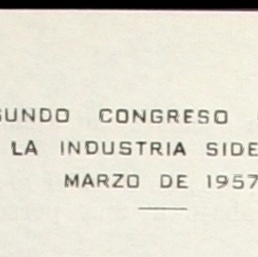 GUNDO CONGRESO
LA INDUSTRIA SIDE
MARZO DE 1957